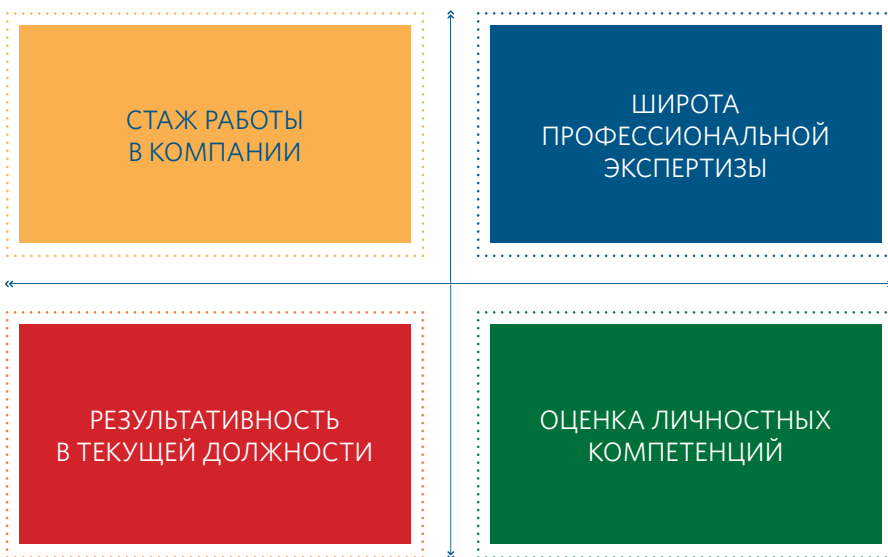 СТАЖ РАБОТЫ
В КОМПАНИИ
ШИРОТА
ПРОФЕССИОНАЛЬНОЙ
ЭКСПЕРТИЗЫ
РЕЗУЛЬТАТИВНОСТЬ
В ТЕКУЩЕЙ ДОЛЖНОСТИ
ОЦЕНКА ЛИЧНОСТНЫХ
КОМПЕТЕНЦИЙ